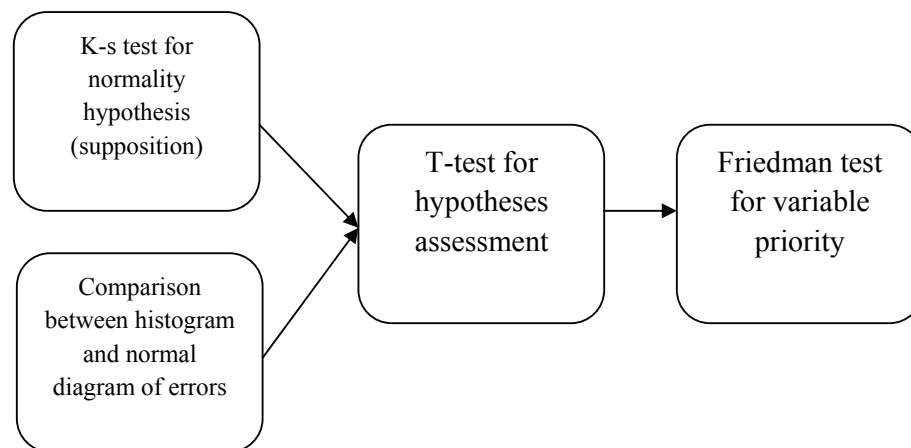 K-s test for
normality
hypothesis
(supposition)
Comparison
between histogram
and normal
diagram of errors
T-test for
hypotheses
assessment
Friedman test
for variable
priority